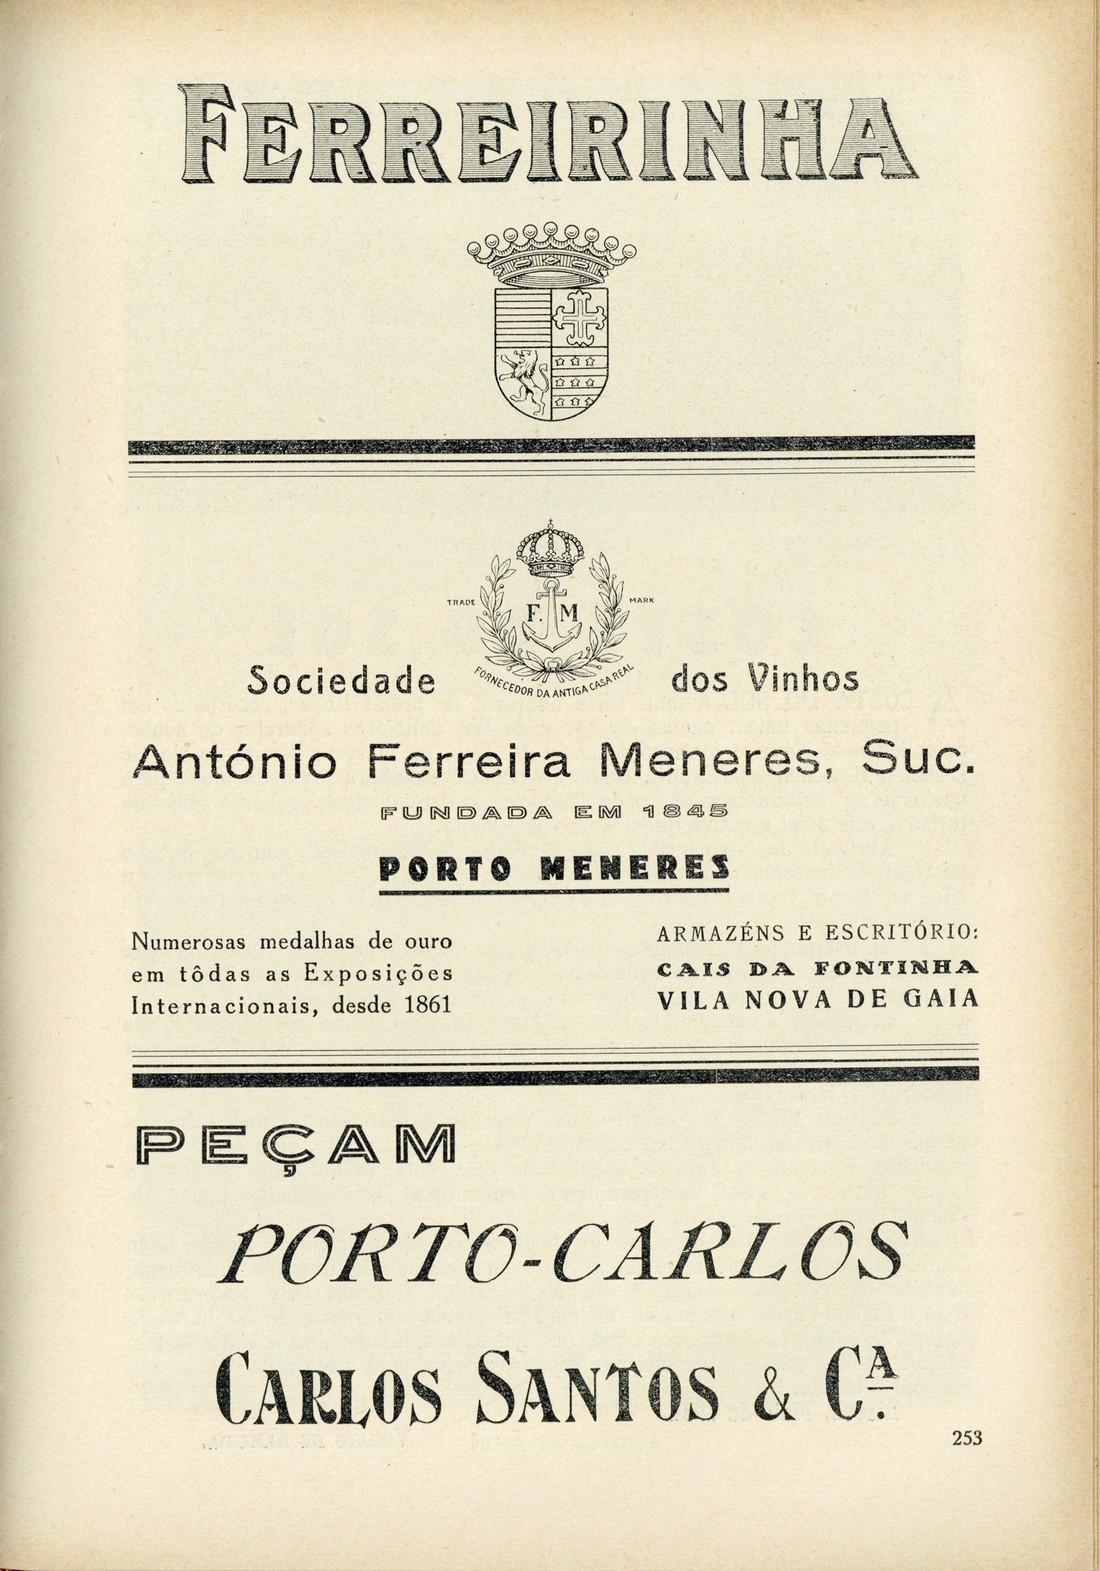 FERREIRINHA
TRADE MARK
F. M
FORNECEDOR DA ANTIGA CASA REAL
Sociedade dos Vinhos
António Ferreira Meneres, Suc.
FUNDADA EM 1845
PORTO MENERES
Numerosas medalhas de ouro
em tôdas as Exposições
Internacionais, desde 1861
ARMAZÉNS E ESCRITÓRIO:
CAIS DA FONTINHA
VILA NOVA DE GAIA
PEÇAM
PORTO-CARLOS
CARLOS SANTOS & Cᴬ.
253